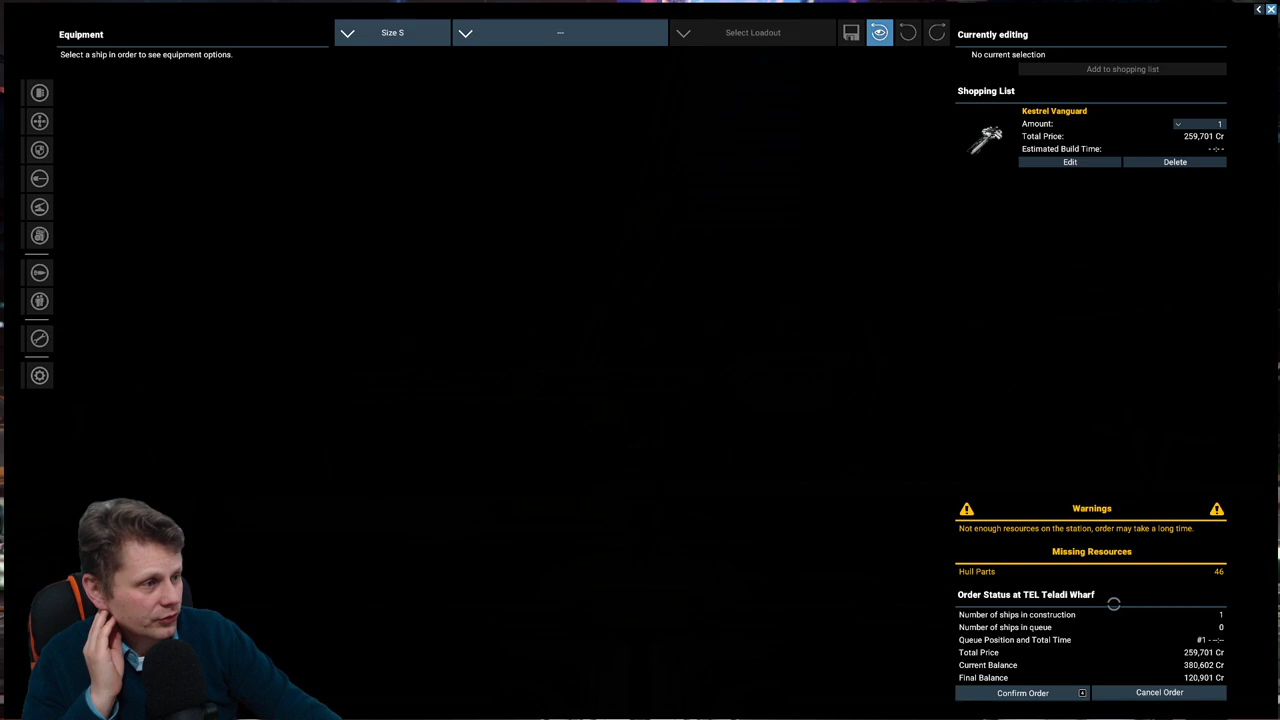 Equipment
Select a ship in order to see equipment options.
Size S
---
Select Loadout
Currently editing
No current selection
Add to shopping list
Shopping List
Kestrel Vanguard
Amount: 1
Total Price: 259,701 Cr
Estimated Build Time: --:--
Edit Delete
Warnings
Not enough resources on the station, order may take a long time.
Missing Resources
Hull Parts 46
Order Status at TEL Teladi Wharf
Number of ships in construction 1
Number of ships in queue 0
Queue Position and Total Time #1 - --:--
Total Price 259,701 Cr
Current Balance 380,602 Cr
Final Balance 120,901 Cr
Confirm Order Cancel Order